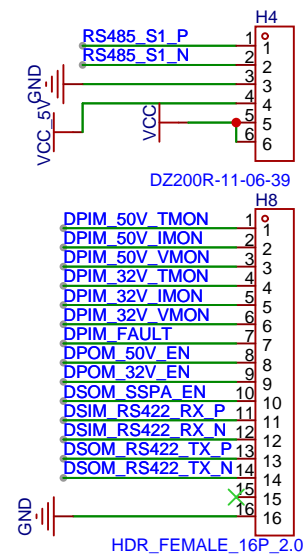 H4
RS485_S1_P 1 1
RS485_S1_N 2 2
GND 3 3
VCC_5V 4 4
VCC 5 5
6 6
DZ200R-11-06-39
H8
DPIM_50V_TMON 1 1
DPIM_50V_IMON 2 2
DPIM_50V_VMON 3 3
DPIM_32V_TMON 4 4
DPIM_32V_IMON 5 5
DPIM_32V_VMON 6 6
DPIM_FAULT 7 7
DPOM_50V_EN 8 8
DPOM_32V_EN 9 9
DSOM_SSPA_EN 10 10
DSIM_RS422_RX_P 11 11
DSIM_RS422_RX_N 12 12
DSOM_RS422_TX_P 13 13
DSOM_RS422_TX_N 14 14
15 15
GND 16 16
HDR_FEMALE_16P_2.0